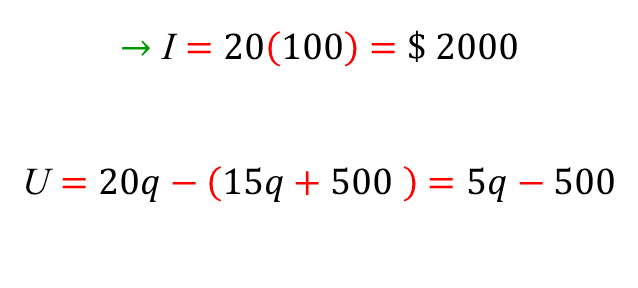 → I = 20(100) = $ 2000
U = 20q − (15q + 500 ) = 5q − 500